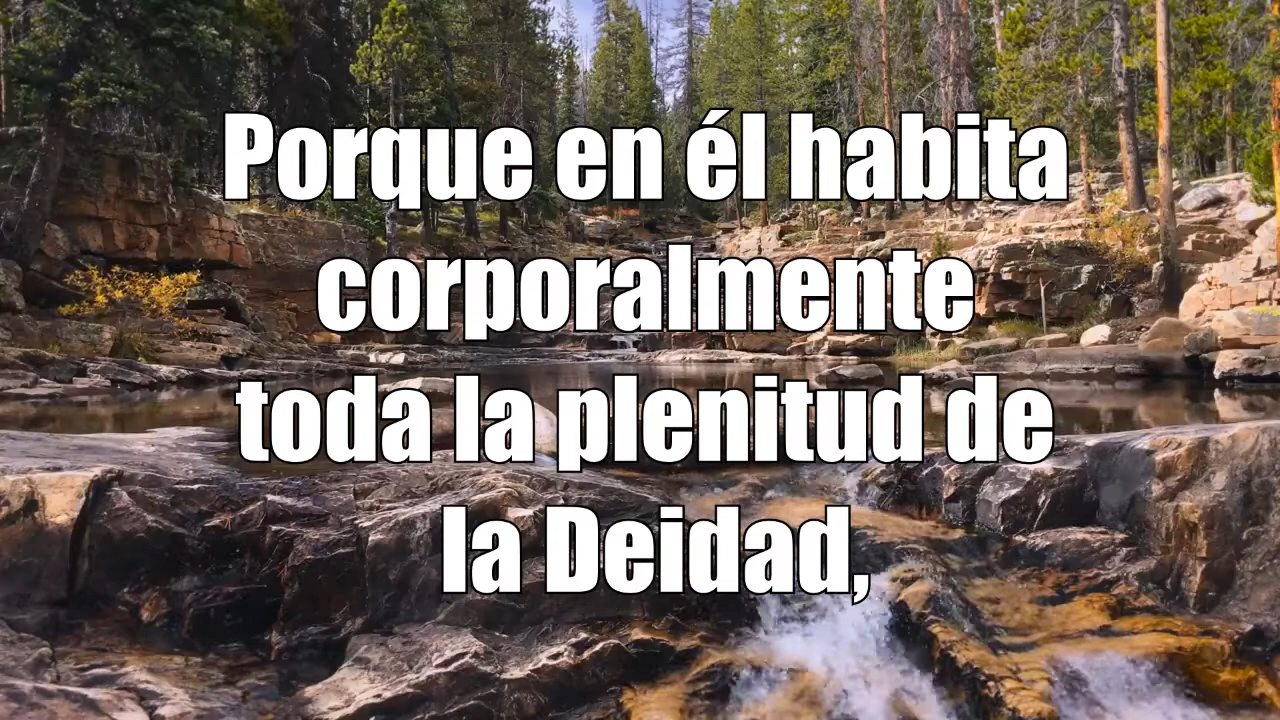 Porque en él habita
corporalmente
toda la plenitud de
la Deidad,